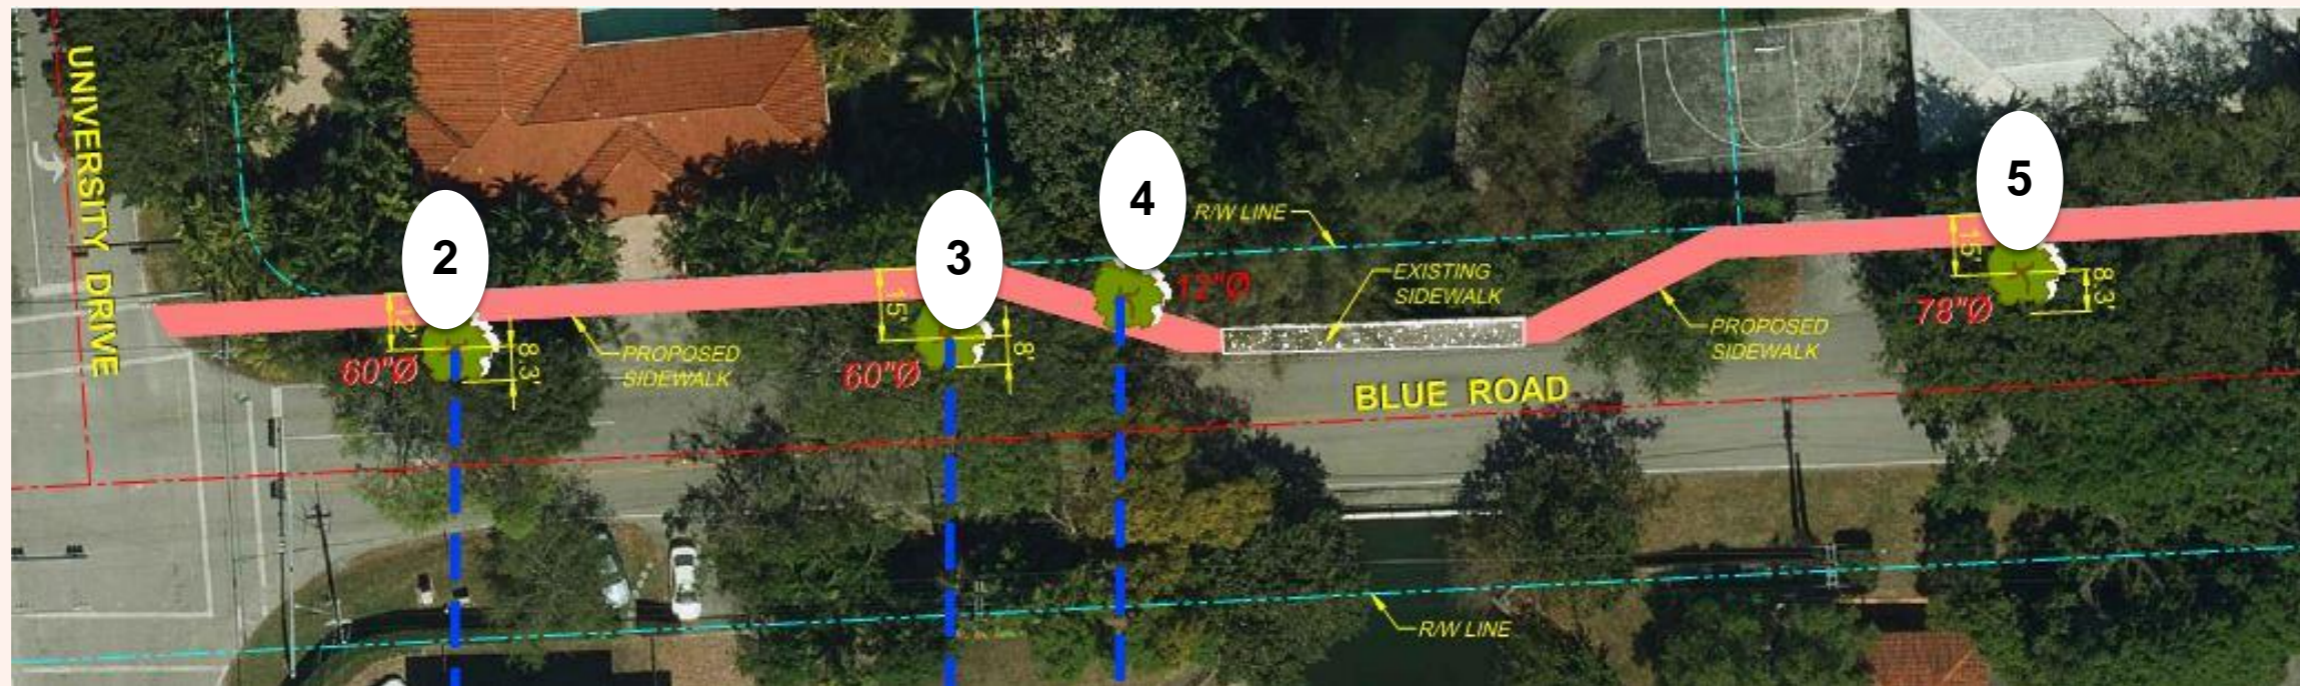 UNIVERSITY DRIVE
2
3
4
5
R/W LINE
EXISTING
SIDEWALK
12"Ø
15'
8.3'
78"Ø
12'
60"Ø
8.3'
PROPOSED
SIDEWALK
15'
60"Ø
8'
PROPOSED
SIDEWALK
BLUE ROAD
R/W LINE